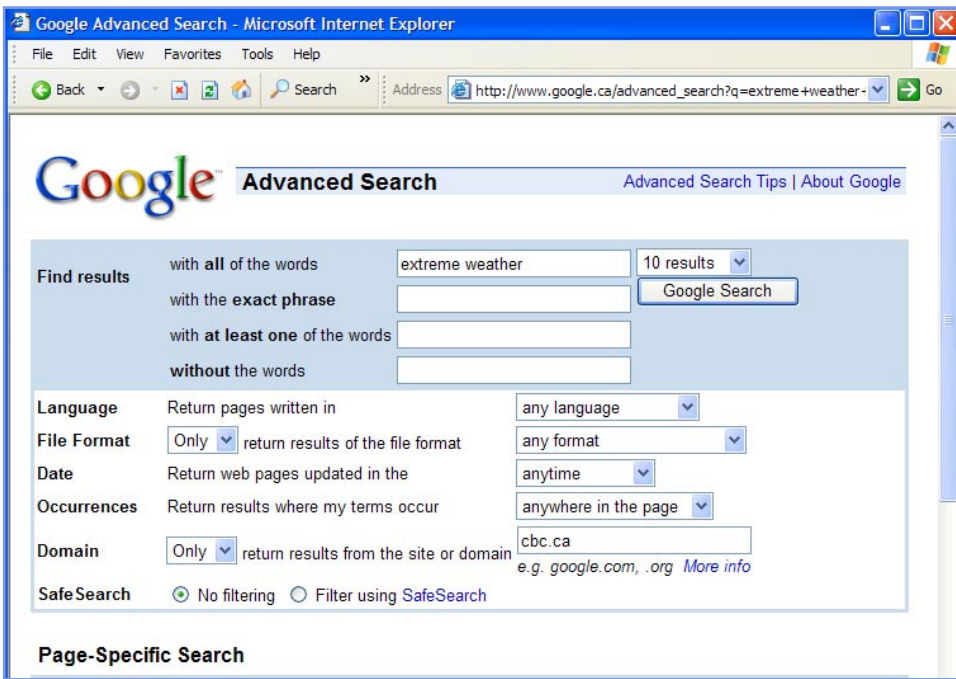 Google Advanced Search - Microsoft Internet Explorer
File Edit View Favorites Tools Help
Back Search » Address http://www.google.ca/advanced_search?q=extreme+weather- Go
Google™ Advanced Search Advanced Search Tips | About Google
Find results with all of the words extreme weather 10 results
Google Search
with the exact phrase
with at least one of the words
without the words
Language Return pages written in any language
File Format Only return results of the file format any format
Date Return web pages updated in the anytime
Occurrences Return results where my terms occur anywhere in the page
Domain Only return results from the site or domain cbc.ca
e.g. google.com, .org More info
SafeSearch No filtering Filter using SafeSearch
Page-Specific Search